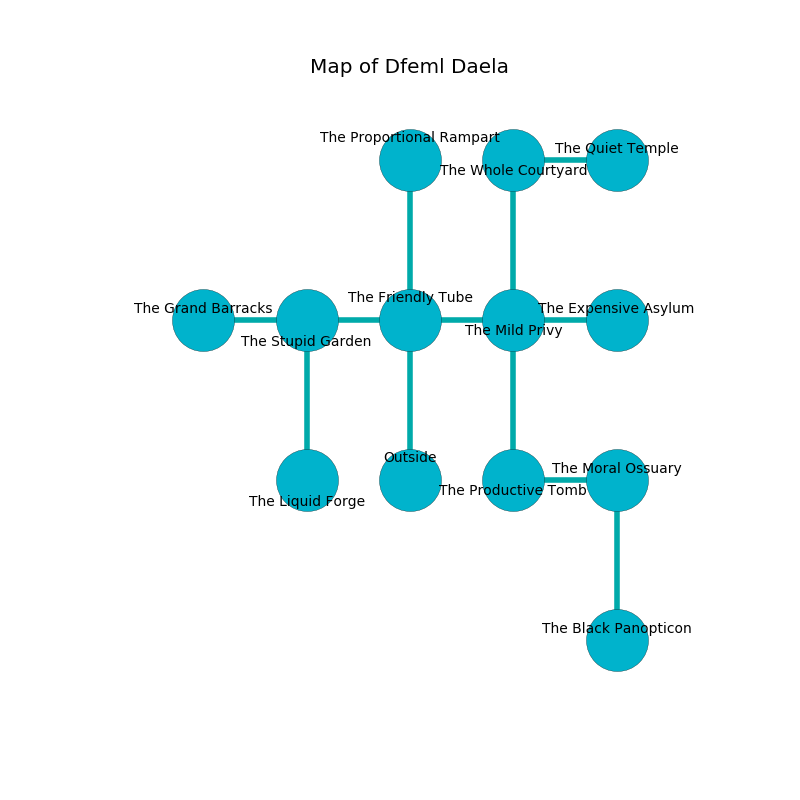 Map of Dfeml Daela
The Proportional Rampart
The Quiet Temple
The Whole Courtyard
The Friendly Tube
The Grand Barracks
The Expensive Asylum
The Mild Privy
The Stupid Garden
Outside
The Moral Ossuary
The Productive Tomb
The Liquid Forge
The Black Panopticon